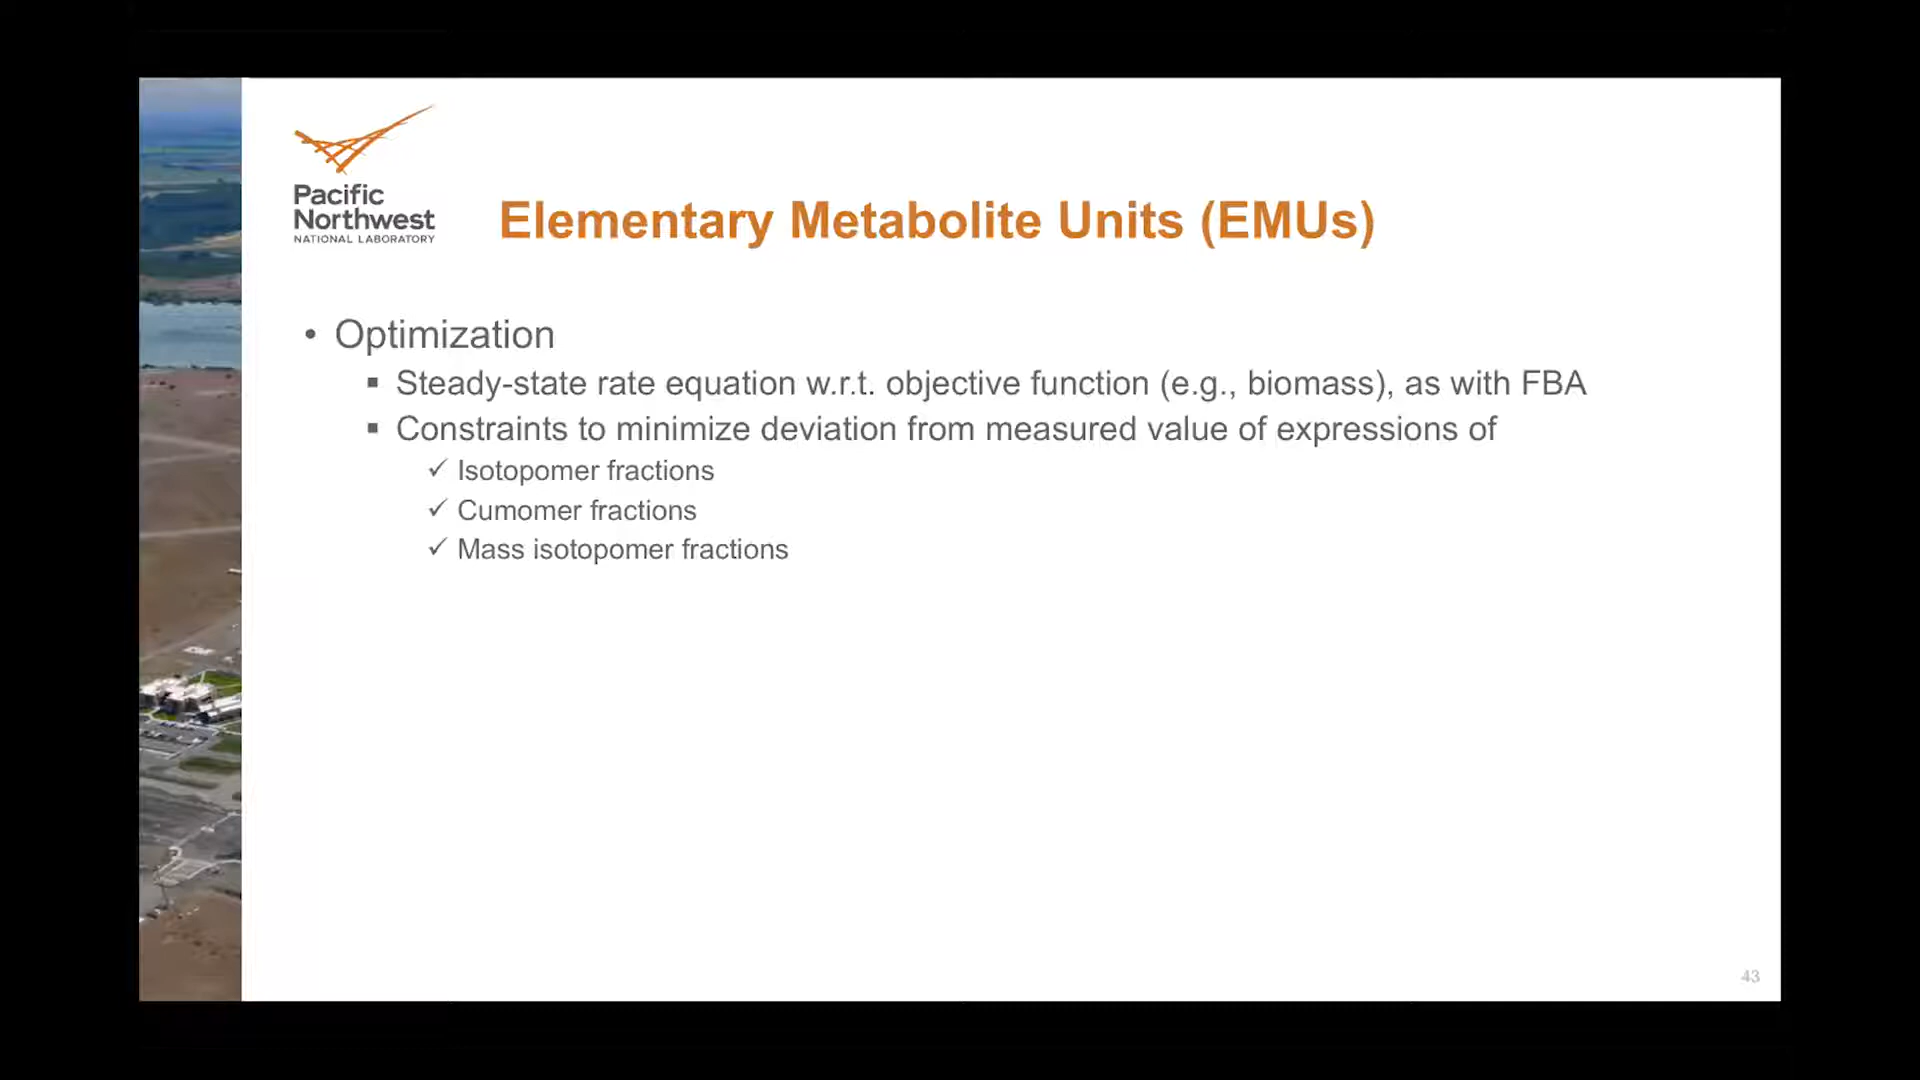 Pacific
Northwest
NATIONAL LABORATORY
Elementary Metabolite Units (EMUs)
• Optimization
▪ Steady-state rate equation w.r.t. objective function (e.g., biomass), as with FBA
▪ Constraints to minimize deviation from measured value of expressions of
✓ Isotopomer fractions
✓ Cumomer fractions
✓ Mass isotopomer fractions
43